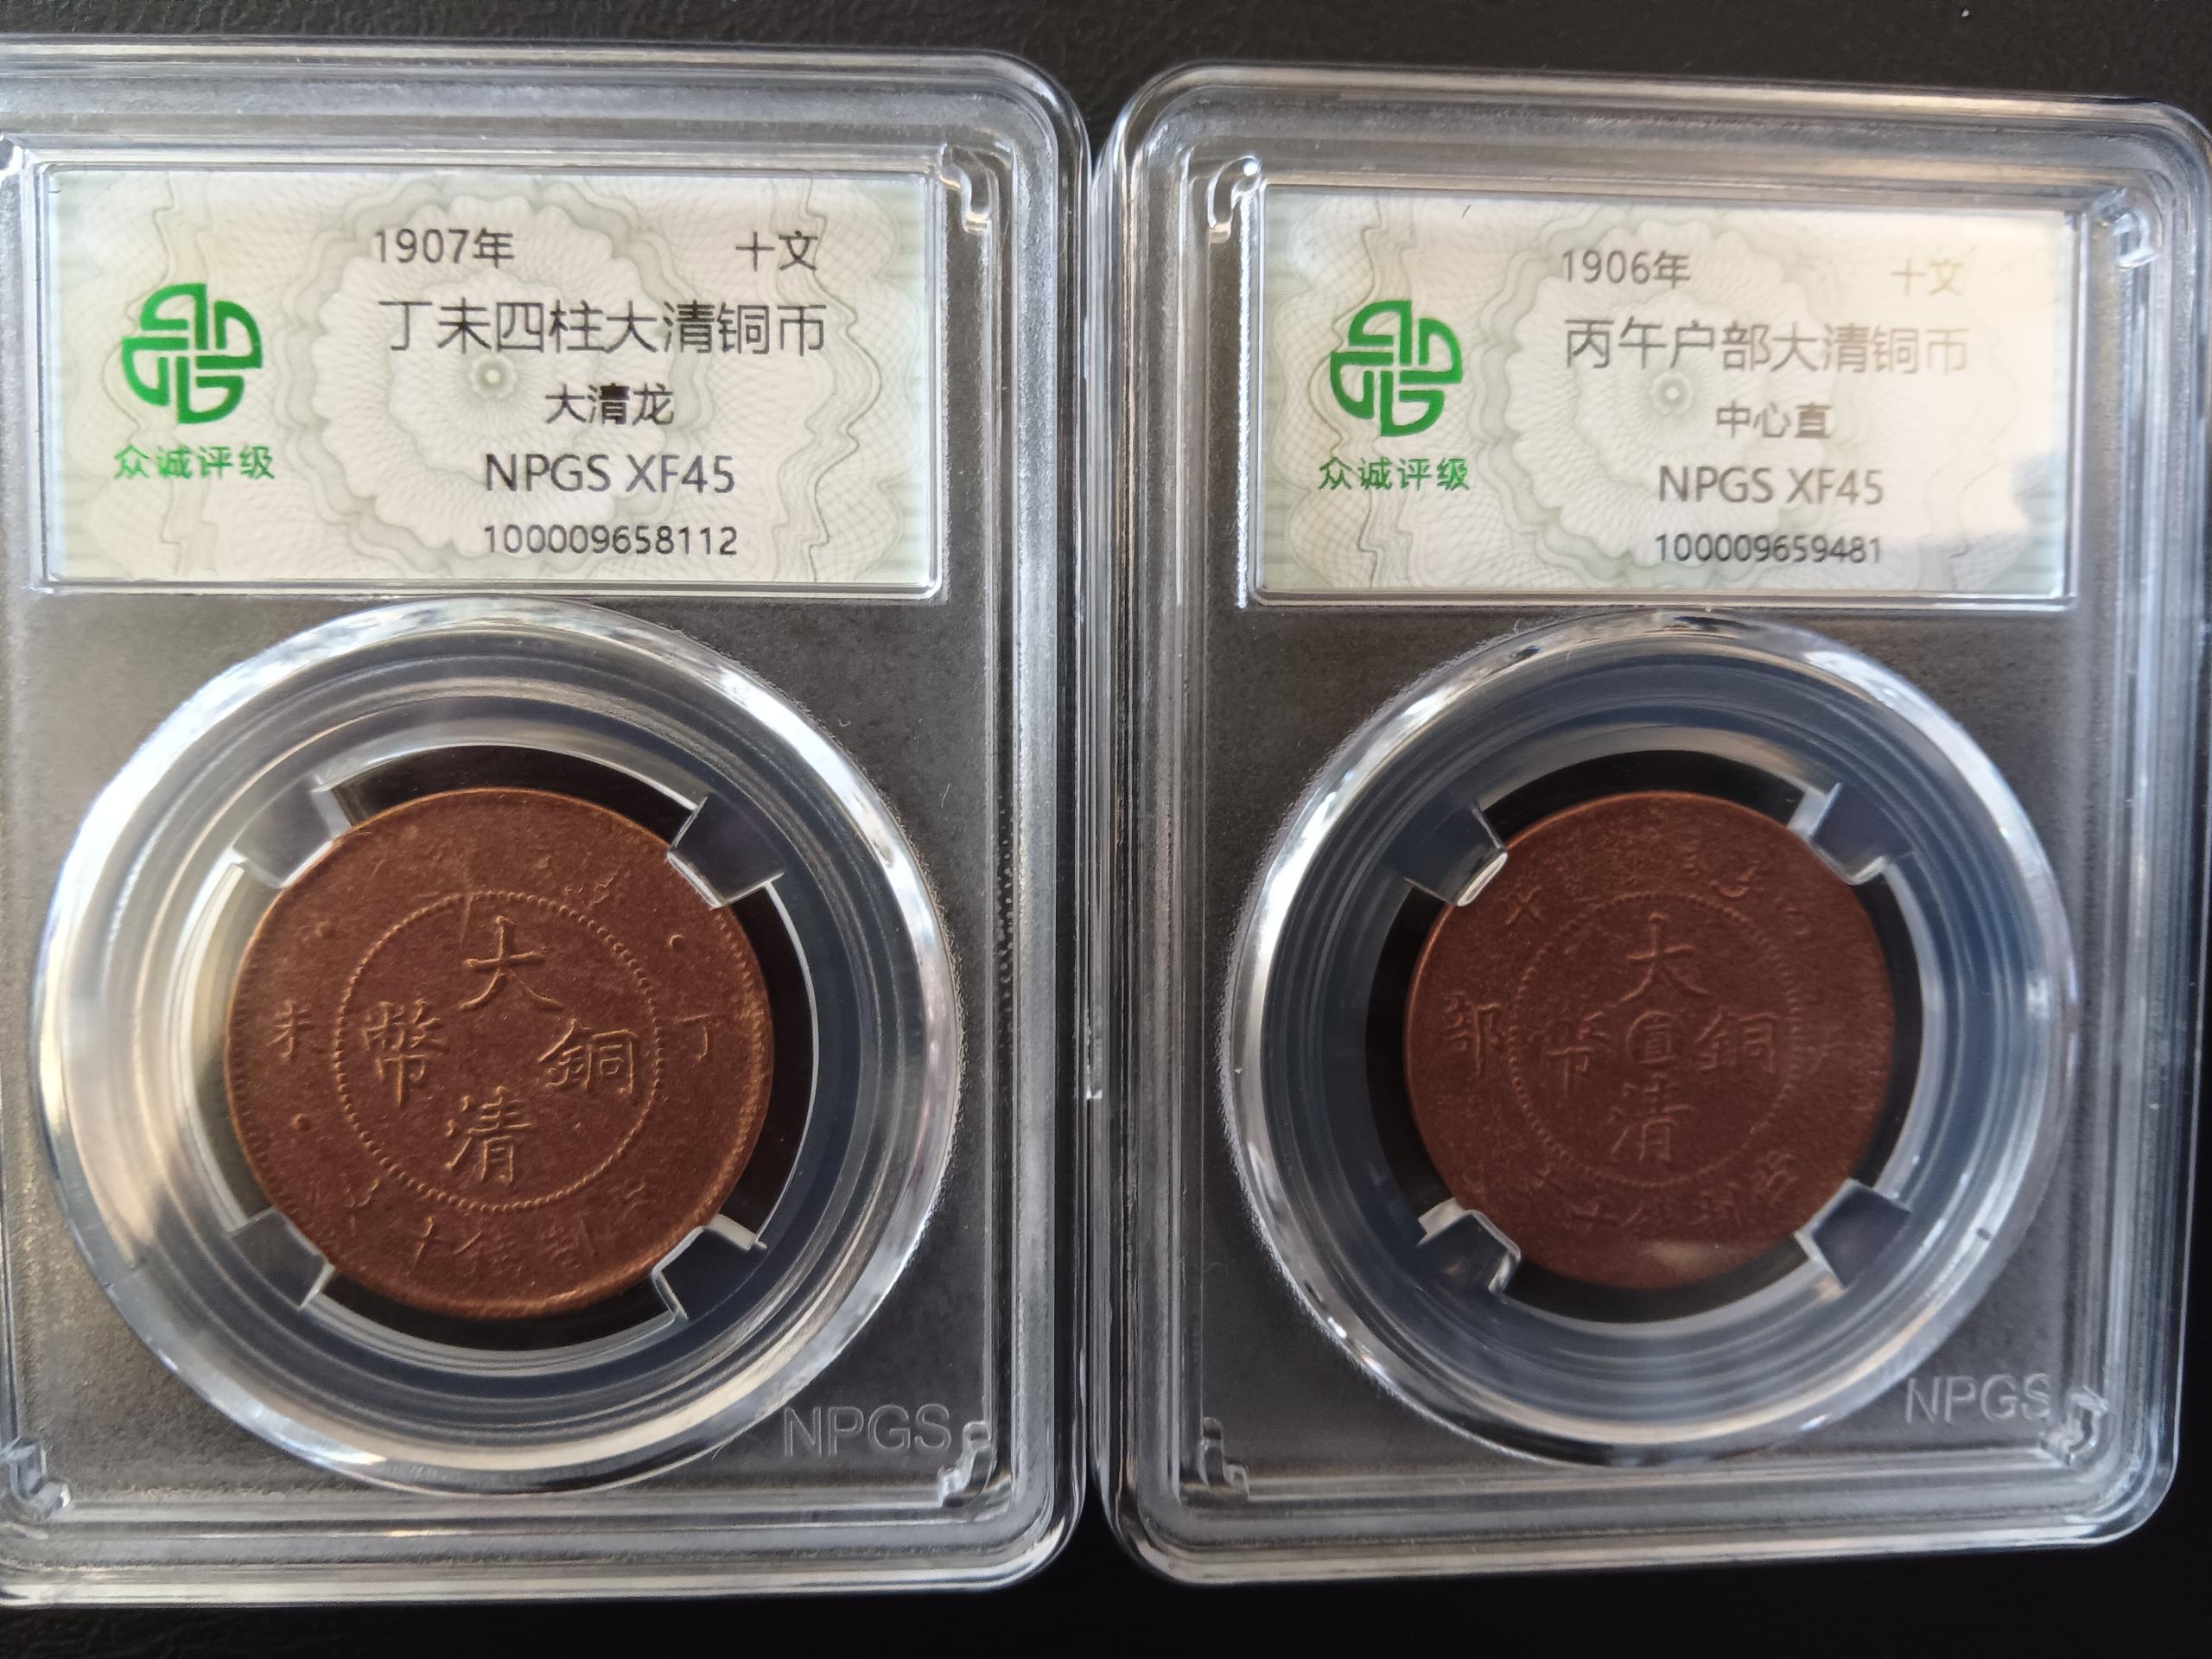 1907年 十文
丁未四柱大清铜币
大清龙
NPGS XF45
100009658112
众诚评级
大
幣 銅
清
未 丁
NPGS
1906年 十文
丙午户部大清铜币
中心直
NPGS XF45
100009659481
众诚评级
大
幣 直 銅
清
部
NPGS